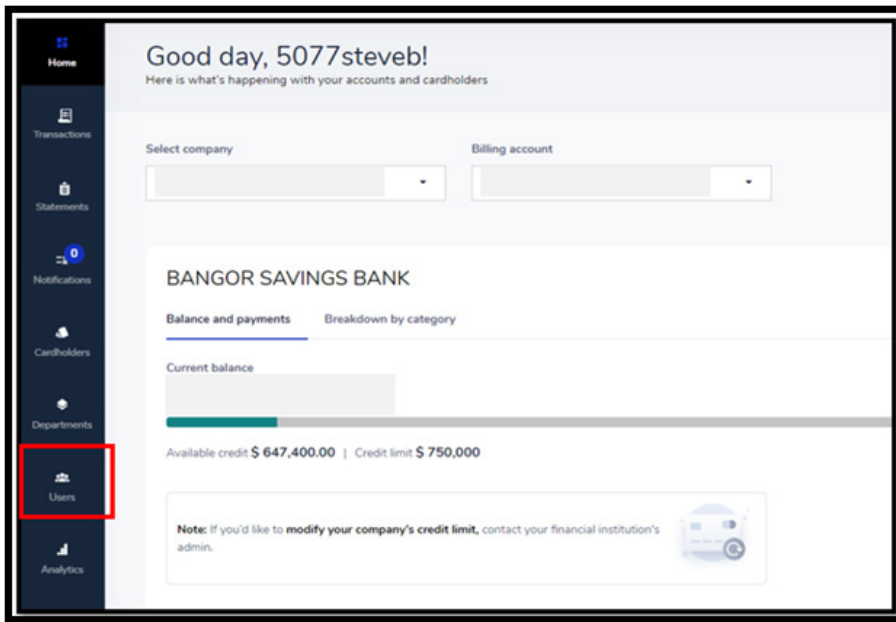 Home
Transactions
Statements
0
Notifications
Cardholders
Departments
Users
Analytics
Good day, 5077steveb!
Here is what's happening with your accounts and cardholders
Select company
Billing account
BANGOR SAVINGS BANK
Balance and payments
Breakdown by category
Current balance
Available credit $ 647,400.00 | Credit limit $ 750,000
Note: If you'd like to modify your company's credit limit, contact your financial institution's
admin.